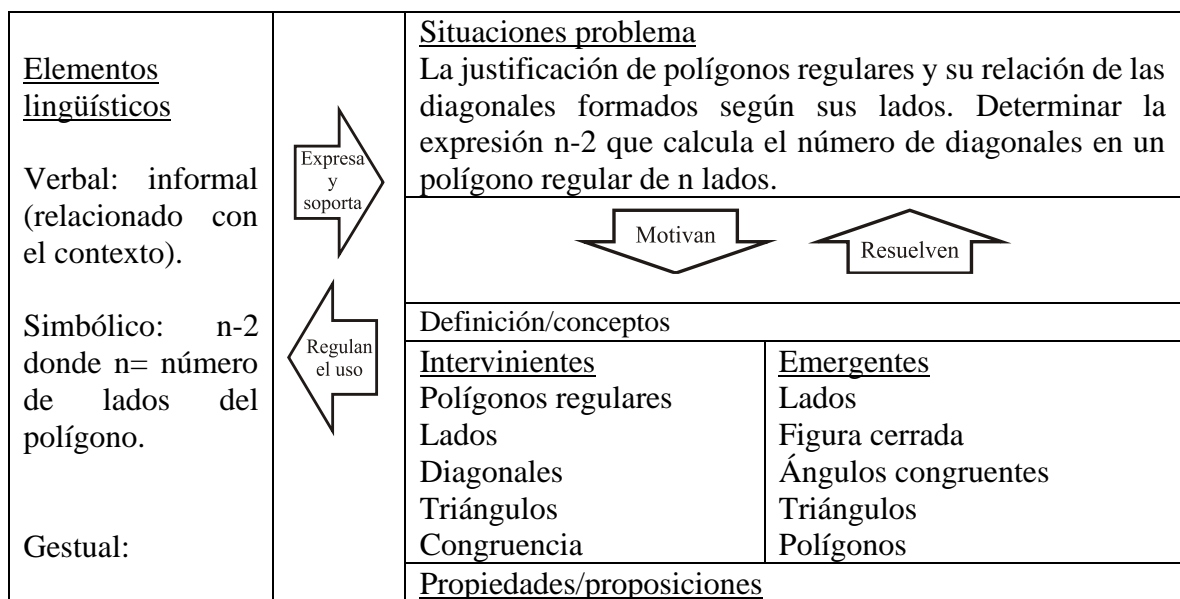 Elementos
lingüísticos
Verbal: informal
(relacionado con
el contexto).
Simbólico: n-2
donde n= número
de lados del
polígono.
Gestual:
Expresa
y
soporta
Regulan
el uso
Situaciones problema
La justificación de polígonos regulares y su relación de las
diagonales formados según sus lados. Determinar la
expresión n-2 que calcula el número de diagonales en un
polígono regular de n lados.
Motivan
Resuelven
Definición/conceptos
Intervinientes
Polígonos regulares
Lados
Diagonales
Triángulos
Congruencia
Emergentes
Lados
Figura cerrada
Ángulos congruentes
Triángulos
Polígonos
Propiedades/proposiciones